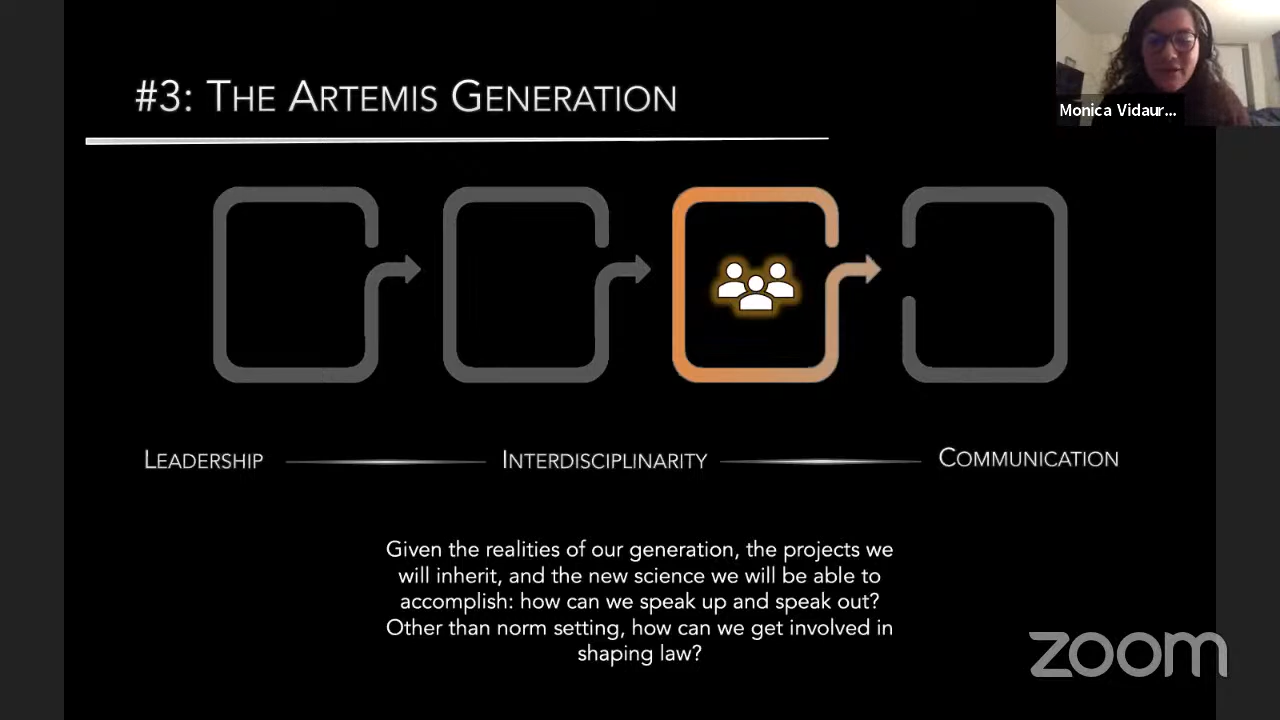 #3: THE ARTEMIS GENERATION
Monica Vidaur...
LEADERSHIP
INTERDISCIPLINARITY
COMMUNICATION
Given the realities of our generation, the projects we
will inherit, and the new science we will be able to
accomplish: how can we speak up and speak out?
Other than norm setting, how can we get involved in
shaping law?
zoom